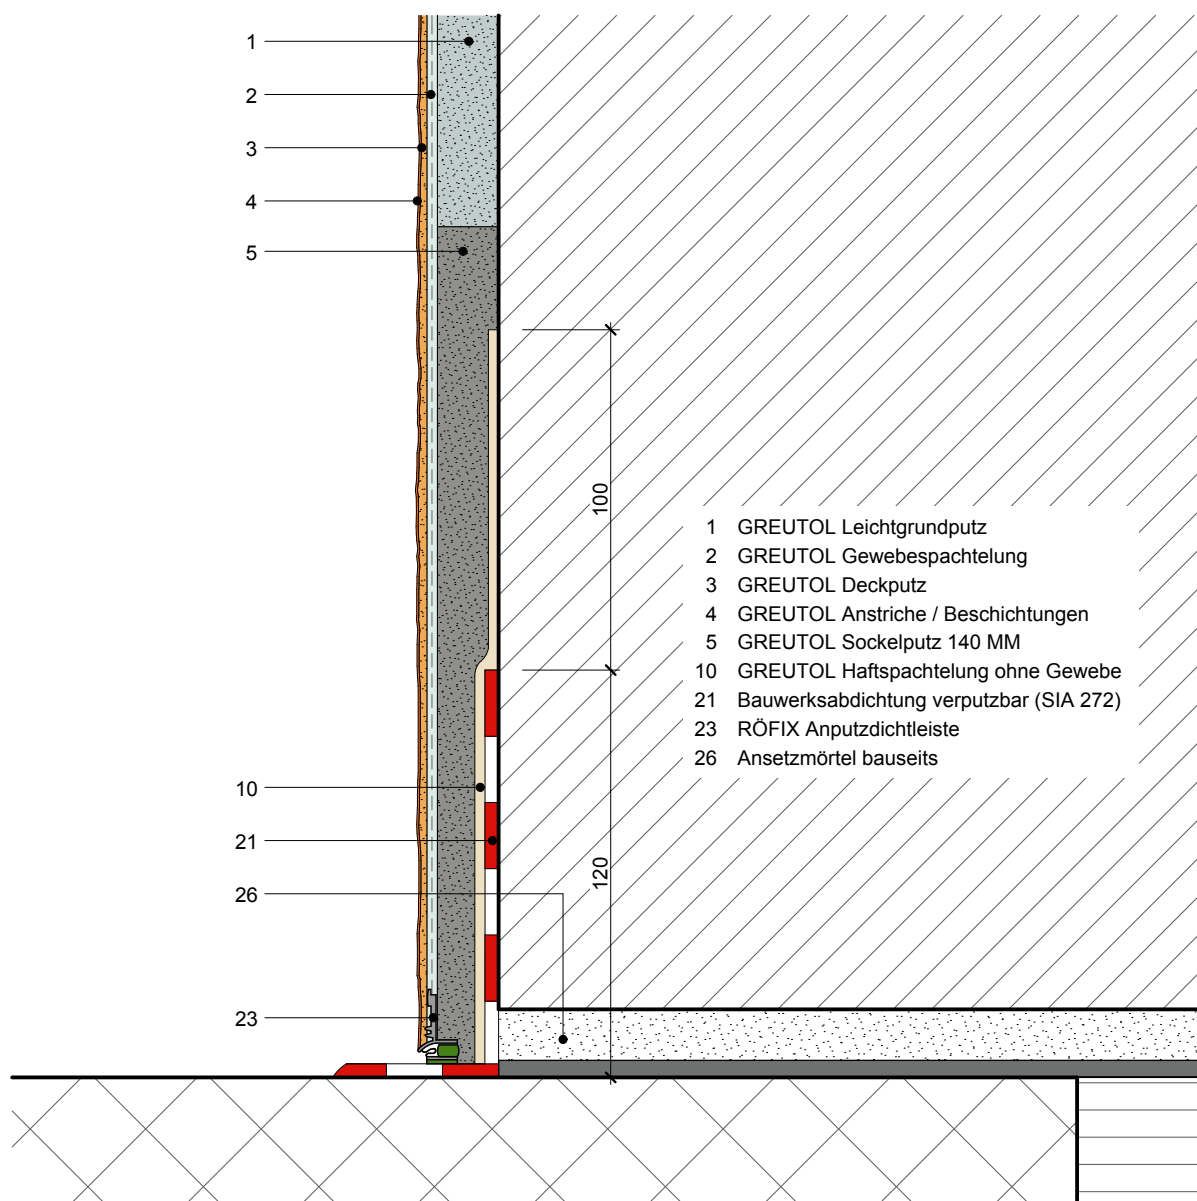 1
2
3
4
5
100
1 GREUTOL Leichtgrundputz
2 GREUTOL Gewebespachtelung
3 GREUTOL Deckputz
4 GREUTOL Anstriche / Beschichtungen
5 GREUTOL Sockelputz 140 MM
10 GREUTOL Haftspachtelung ohne Gewebe
21 Bauwerksabdichtung verputzbar (SIA 272)
23 RÖFIX Anputzdichtleiste
26 Ansetzmörtel bauseits
10
21
120
26
23